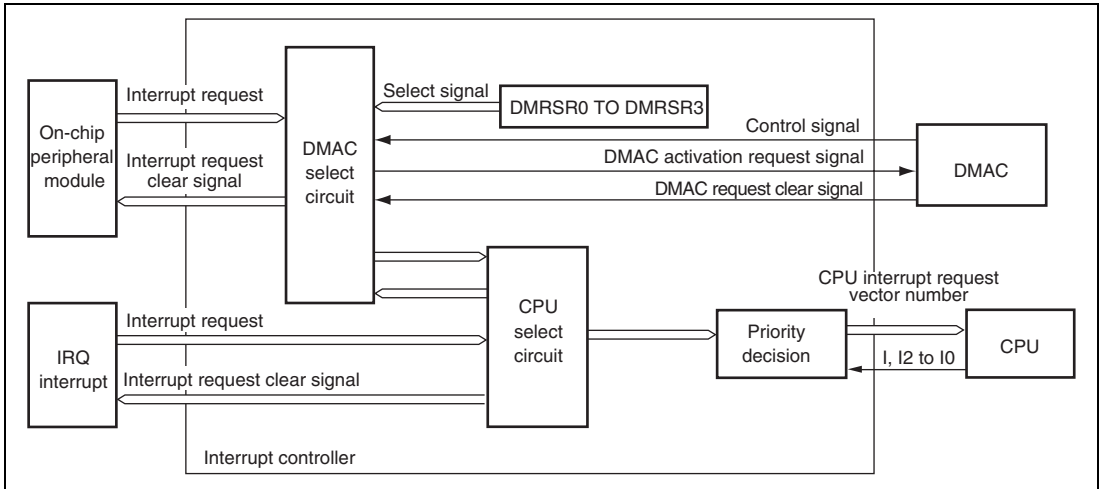 Interrupt request
On-chip
peripheral
module
Interrupt request
clear signal
DMAC
select
circuit
Select signal
DMRSR0 TO DMRSR3
Control signal
DMAC activation request signal
DMAC request clear signal
DMAC
IRQ
interrupt
Interrupt request
Interrupt request clear signal
CPU
select
circuit
Priority
decision
CPU interrupt request
vector number
I, I2 to I0
CPU
Interrupt controller